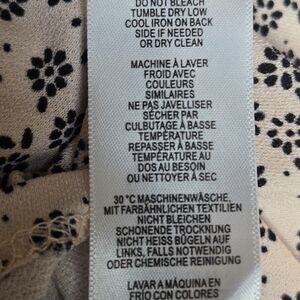 DO NOT BLEACH
TUMBLE DRY LOW
COOL IRON ON BACK
SIDE IF NEEDED
OR DRY CLEAN
MACHINE À LAVER
FROID AVEC
COULEURS
SIMILAIRES
NE PAS JAVELLISER
SÉCHER PAR
CULBUTAGE À BASSE
TEMPÉRATURE
REPASSER À BASSE
TEMPÉRATURE AU
DOS AU BESOIN
OU NETTOYER À SEC
30 °C MASCHINENWÄSCHE,
MIT FARBÄHNLICHEN TEXTILIEN
NICHT BLEICHEN
SCHONENDE TROCKNUNG
NICHT HEISS BÜGELN AUF
LINKS, FALLS NOTWENDIG
ODER CHEMISCHE REINIGUNG
LAVAR A MÁQUINA EN
FRÍO CON COLORES